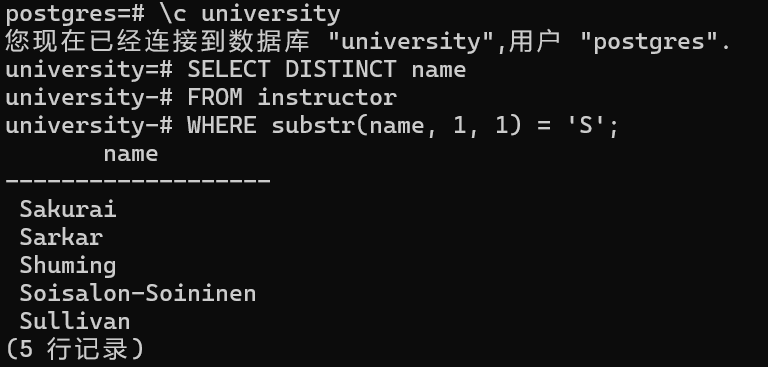 postgres=# \c university
您现在已经连接到数据库 "university",用户 "postgres".
university=# SELECT DISTINCT name
university-# FROM instructor
university-# WHERE substr(name, 1, 1) = 'S';
       name
-------------------
 Sakurai
 Sarkar
 Shuming
 Soisalon-Soininen
 Sullivan
(5 行记录)